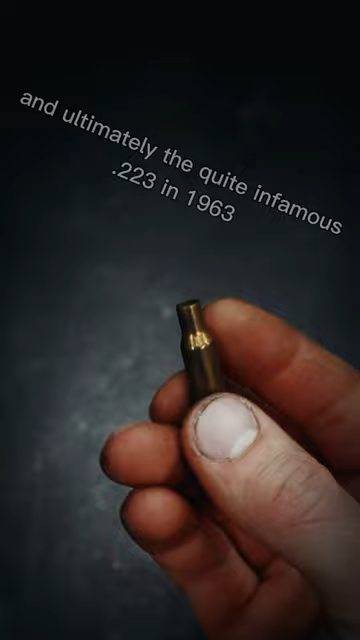 and ultimately the quite infamous
.223 in 1963